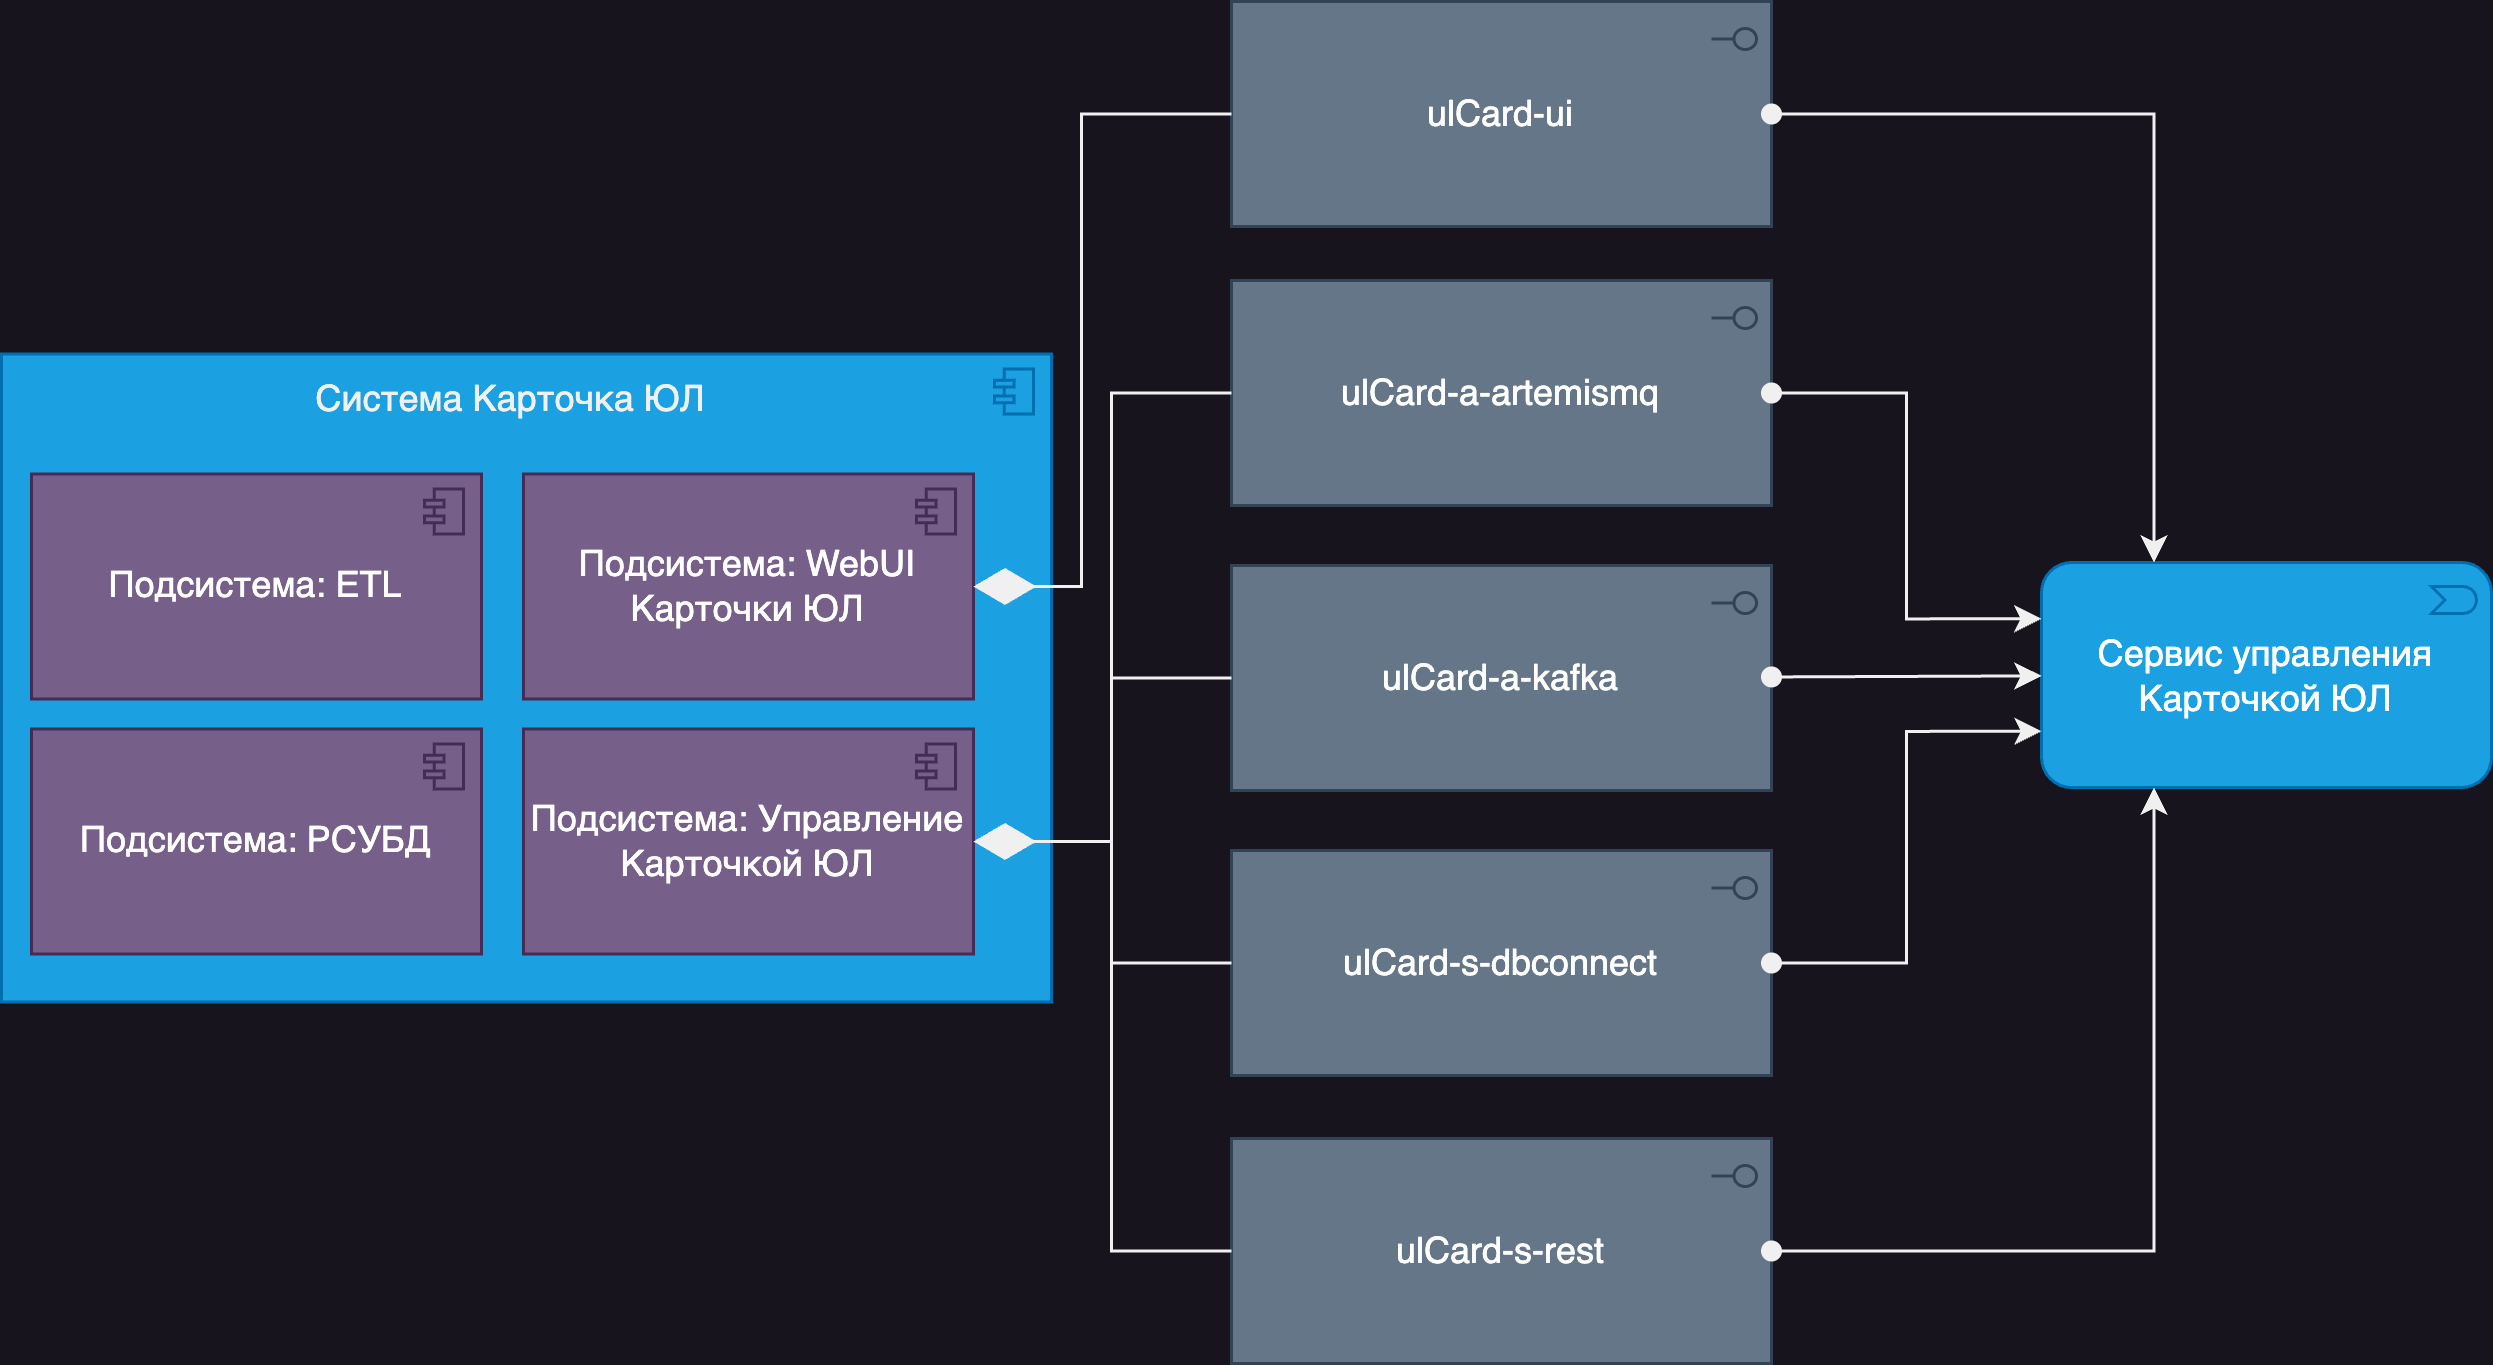 ulCard-ui
ulCard-a-artemismq
Система Карточка ЮЛ
Подсистема: ETL
Подсистема: WebUI
Карточки ЮЛ
ulCard-a-kafka
Сервис управления
Карточкой ЮЛ
Подсистема: РСУБД
Подсистема: Управление
Карточкой ЮЛ
ulCard-s-dbconnect
ulCard-s-rest